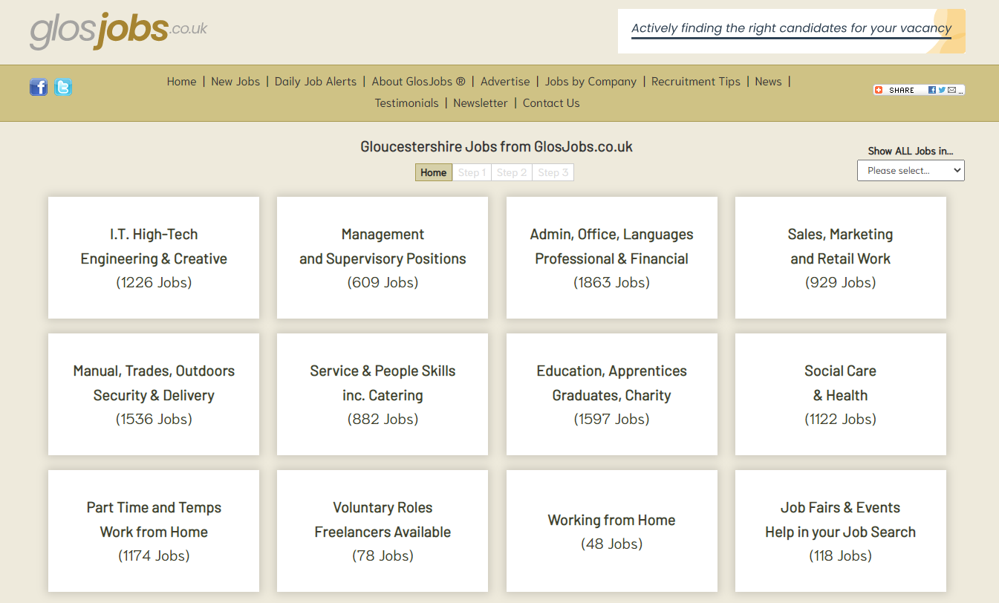 glosjobs.co.uk
Actively finding the right candidates for your vacancy
Home | New Jobs | Daily Job Alerts | About GlosJobs ® | Advertise | Jobs by Company | Recruitment Tips | News |
Testimonials | Newsletter | Contact Us
SHARE ...
Gloucestershire Jobs from GlosJobs.co.uk
Show ALL Jobs in...
Please select...
Home Step 1 Step 2 Step 3
I.T. High-Tech
Engineering & Creative
(1226 Jobs)
Management
and Supervisory Positions
(609 Jobs)
Admin, Office, Languages
Professional & Financial
(1863 Jobs)
Sales, Marketing
and Retail Work
(929 Jobs)
Manual, Trades, Outdoors
Security & Delivery
(1536 Jobs)
Service & People Skills
inc. Catering
(882 Jobs)
Education, Apprentices
Graduates, Charity
(1597 Jobs)
Social Care
& Health
(1122 Jobs)
Part Time and Temps
Work from Home
(1174 Jobs)
Voluntary Roles
Freelancers Available
(78 Jobs)
Working from Home
(48 Jobs)
Job Fairs & Events
Help in your Job Search
(118 Jobs)